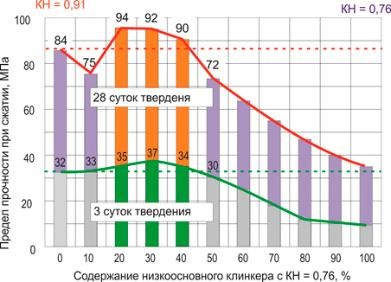 КН = 0,91
КН = 0,76
Предел прочности при сжатии, МПа
100
80
60
40
20
0
84
75
94
92
90
72
28 суток тверденя
32
33
35
37
34
30
3 суток твердения
0 10 20 30 40 50 60 70 80 90 100
Содержание низкоосновного клинкера с КН = 0,76, %